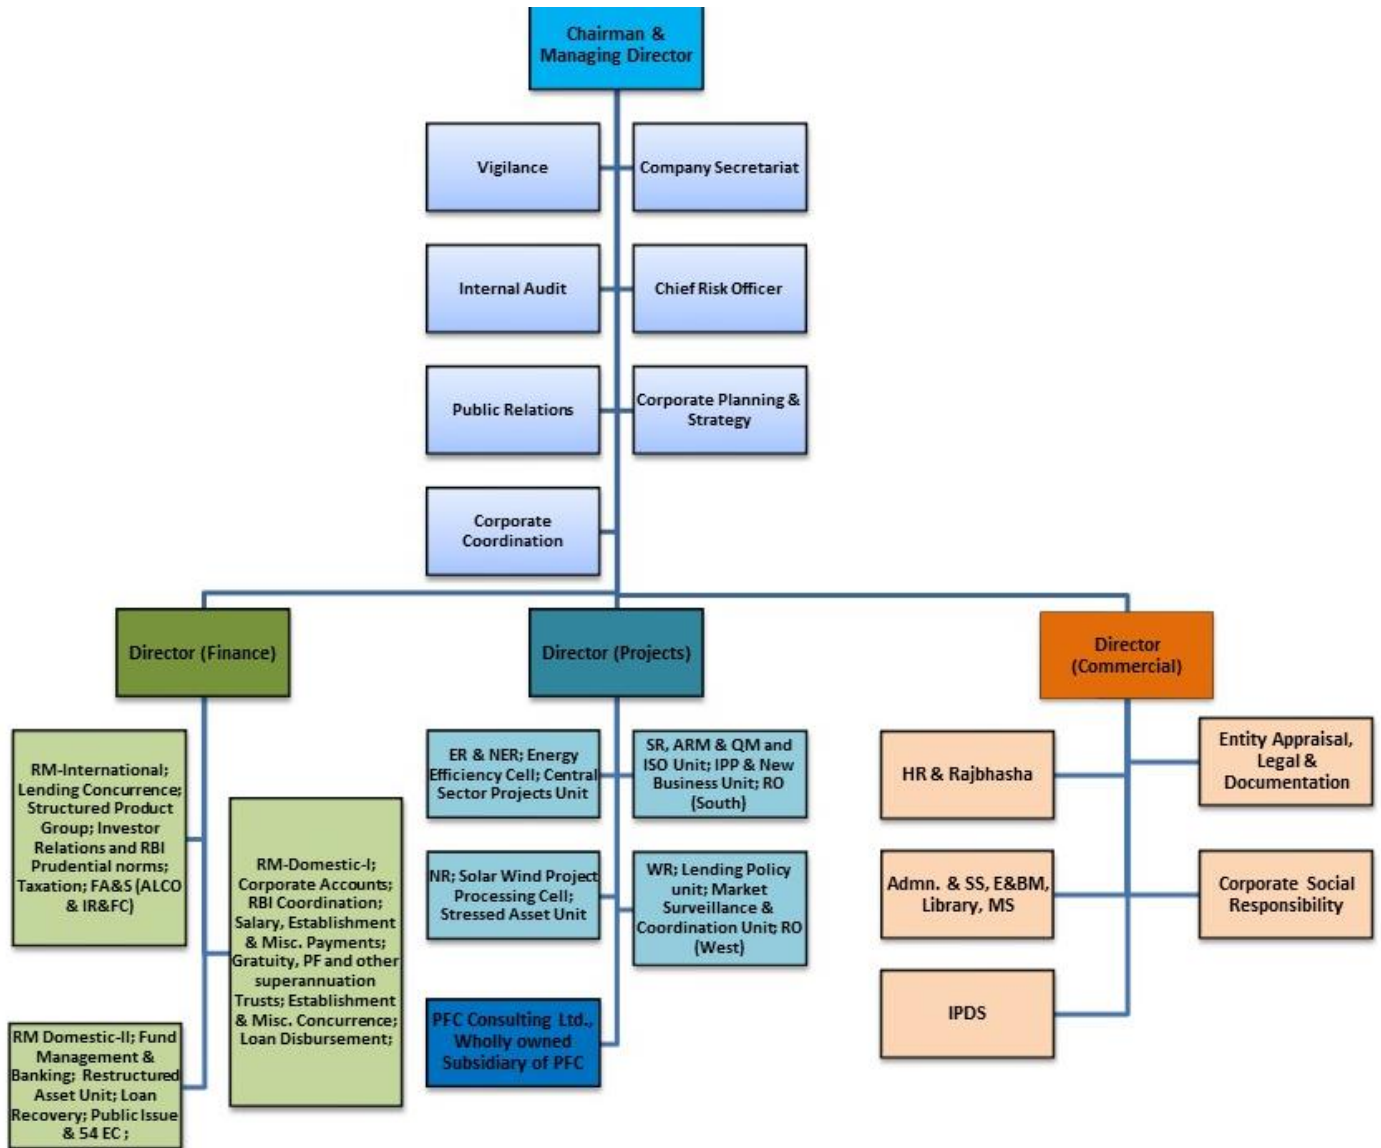 Chairman &
Managing Director
Vigilance
Company Secretariat
Internal Audit
Chief Risk Officer
Public Relations
Corporate Planning &
Strategy
Corporate
Coordination
Director (Finance)
Director (Projects)
Director
(Commercial)
RM-International;
Lending Concurrence;
Structured Product
Group; Investor
Relations and RBI
Prudential norms;
Taxation; FA&S (ALCO
& IR&FC)
RM-Domestic-I;
Corporate Accounts;
RBI Coordination;
Salary, Establishment
& Misc. Payments;
Gratuity, PF and other
superannuation
Trusts; Establishment
& Misc. Concurrence;
Loan Disbursement;
RM Domestic-II; Fund
Management &
Banking; Restructured
Asset Unit; Loan
Recovery; Public Issue
& 54 EC ;
ER & NER; Energy
Efficiency Cell; Central
Sector Projects Unit
SR, ARM & QM and
ISO Unit; IPP & New
Business Unit; RO
(South)
NR; Solar Wind Project
Processing Cell;
Stressed Asset Unit
WR; Lending Policy
unit; Market
Surveillance &
Coordination Unit; RO
(West)
PFC Consulting Ltd.,
Wholly owned
Subsidiary of PFC
HR & Rajbhasha
Entity Appraisal,
Legal &
Documentation
Admn. & SS, E&BM,
Library, MS
Corporate Social
Responsibility
IPDS